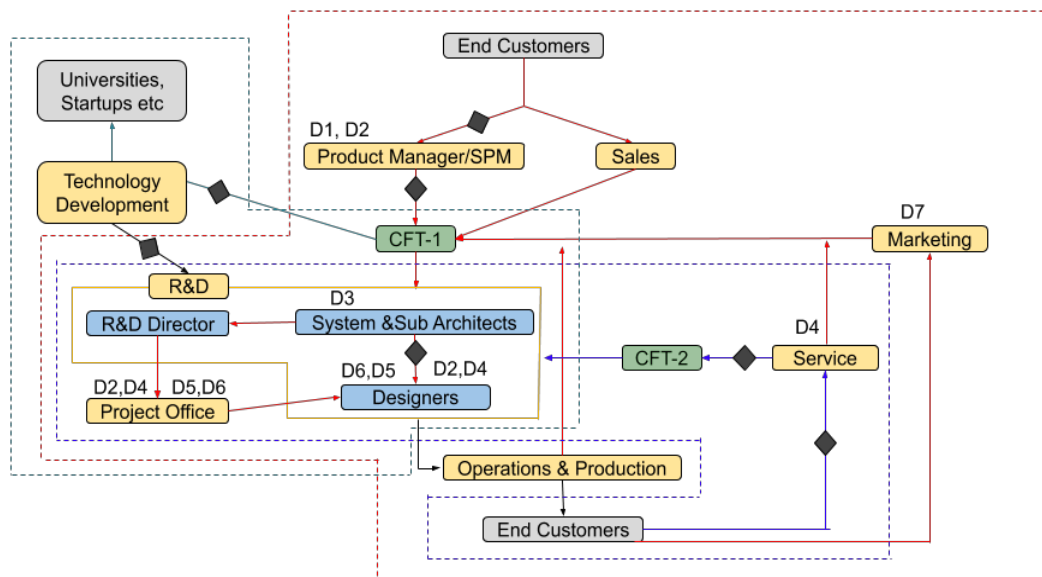 End Customers
Universities,
Startups etc
D1, D2
Product Manager/SPM
Sales
Technology
Development
D7
CFT-1
Marketing
R&D
D3
R&D Director
System &Sub Architects
D4
CFT-2
Service
D6,D5
D2,D4
D2,D4
D5,D6
Designers
Project Office
Operations & Production
End Customers